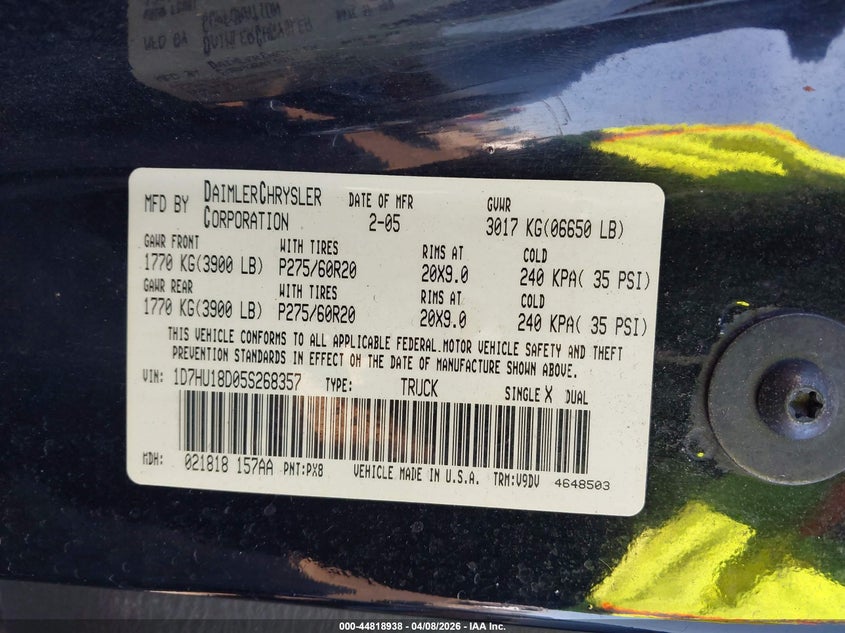 MFD BY DAIMLERCHRYSLER CORPORATION DATE OF MFR 2-05 GVWR 3017 KG(06650 LB)
GAWR FRONT WITH TIRES RIMS AT COLD
1770 KG(3900 LB) P275/60R20 20X9.0 240 KPA( 35 PSI)
GAWR REAR WITH TIRES RIMS AT COLD
1770 KG(3900 LB) P275/60R20 20X9.0 240 KPA( 35 PSI)
THIS VEHICLE CONFORMS TO ALL APPLICABLE FEDERAL MOTOR VEHICLE SAFETY AND THEFT
PREVENTION STANDARDS IN EFFECT ON THE DATE OF MANUFACTURE SHOWN ABOVE.
VIN: 1D7HU18D05S268357 TYPE: TRUCK SINGLE X DUAL
MDH: 021818 157AA PNT:PX8 VEHICLE MADE IN U.S.A. TRM:V9DV 4648503
000-44818938 - 04/08/2026 - IAA Inc.